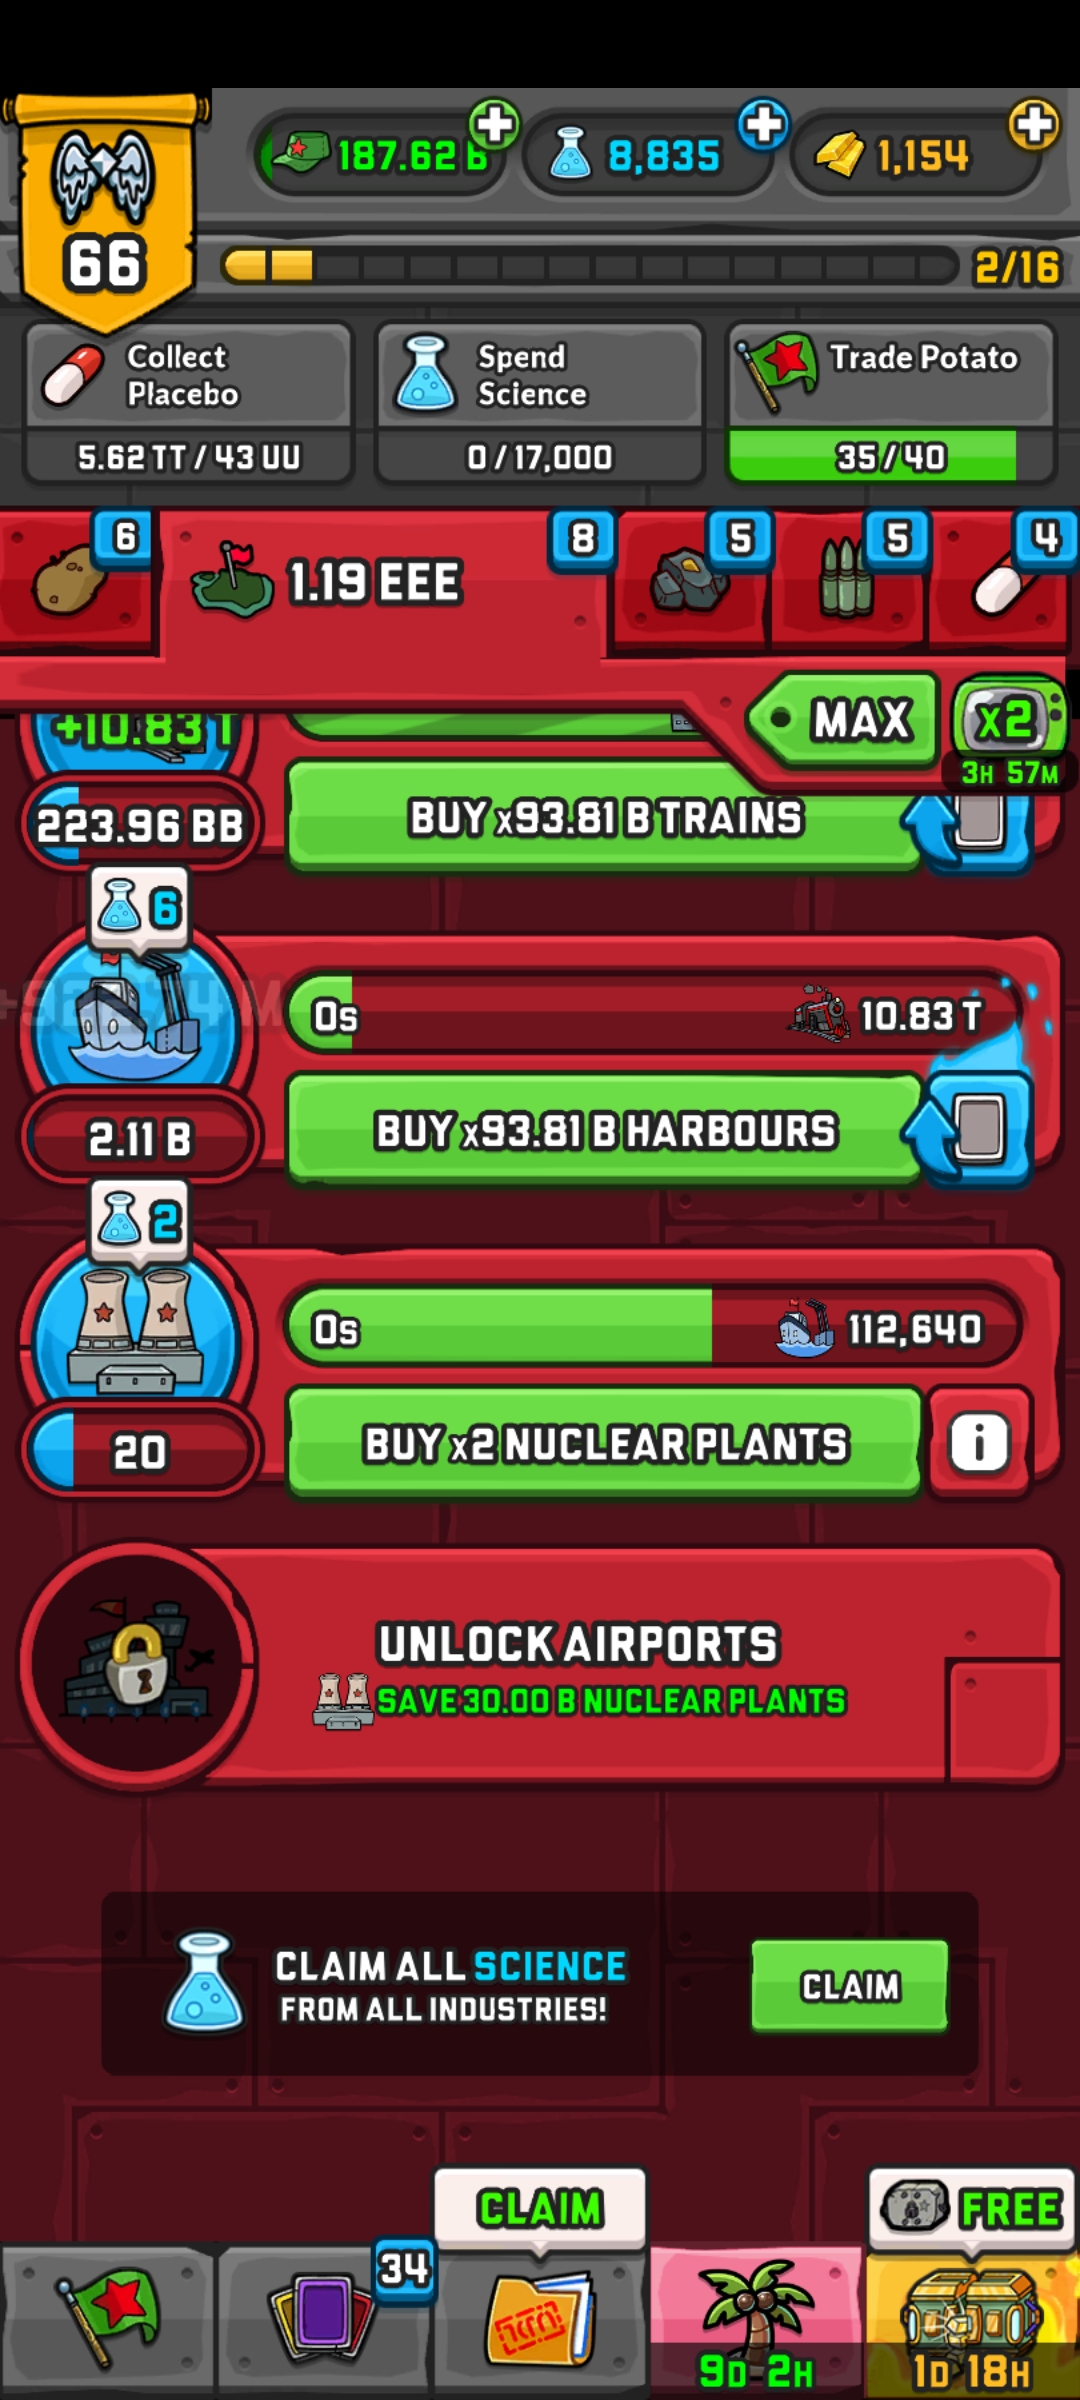 187.62 B
8,835
1,154
66
2/16
Collect
Placebo
5.62 TT / 43 UU
Spend
Science
0 / 17,000
Trade Potato
35 / 40
6
1.19 EEE
8
5
5
4
MAX
x2
3H 57M
+10.83 T
223.96 BB
BUY x93.81 B TRAINS
6
0s
10.83 T
2.11 B
BUY x93.81 B HARBOURS
2
0s
112,640
20
BUY x2 NUCLEAR PLANTS
i
UNLOCK AIRPORTS
SAVE 30.00 B NUCLEAR PLANTS
CLAIM ALL SCIENCE
FROM ALL INDUSTRIES!
CLAIM
CLAIM
FREE
34
9D 2H
1D 18H